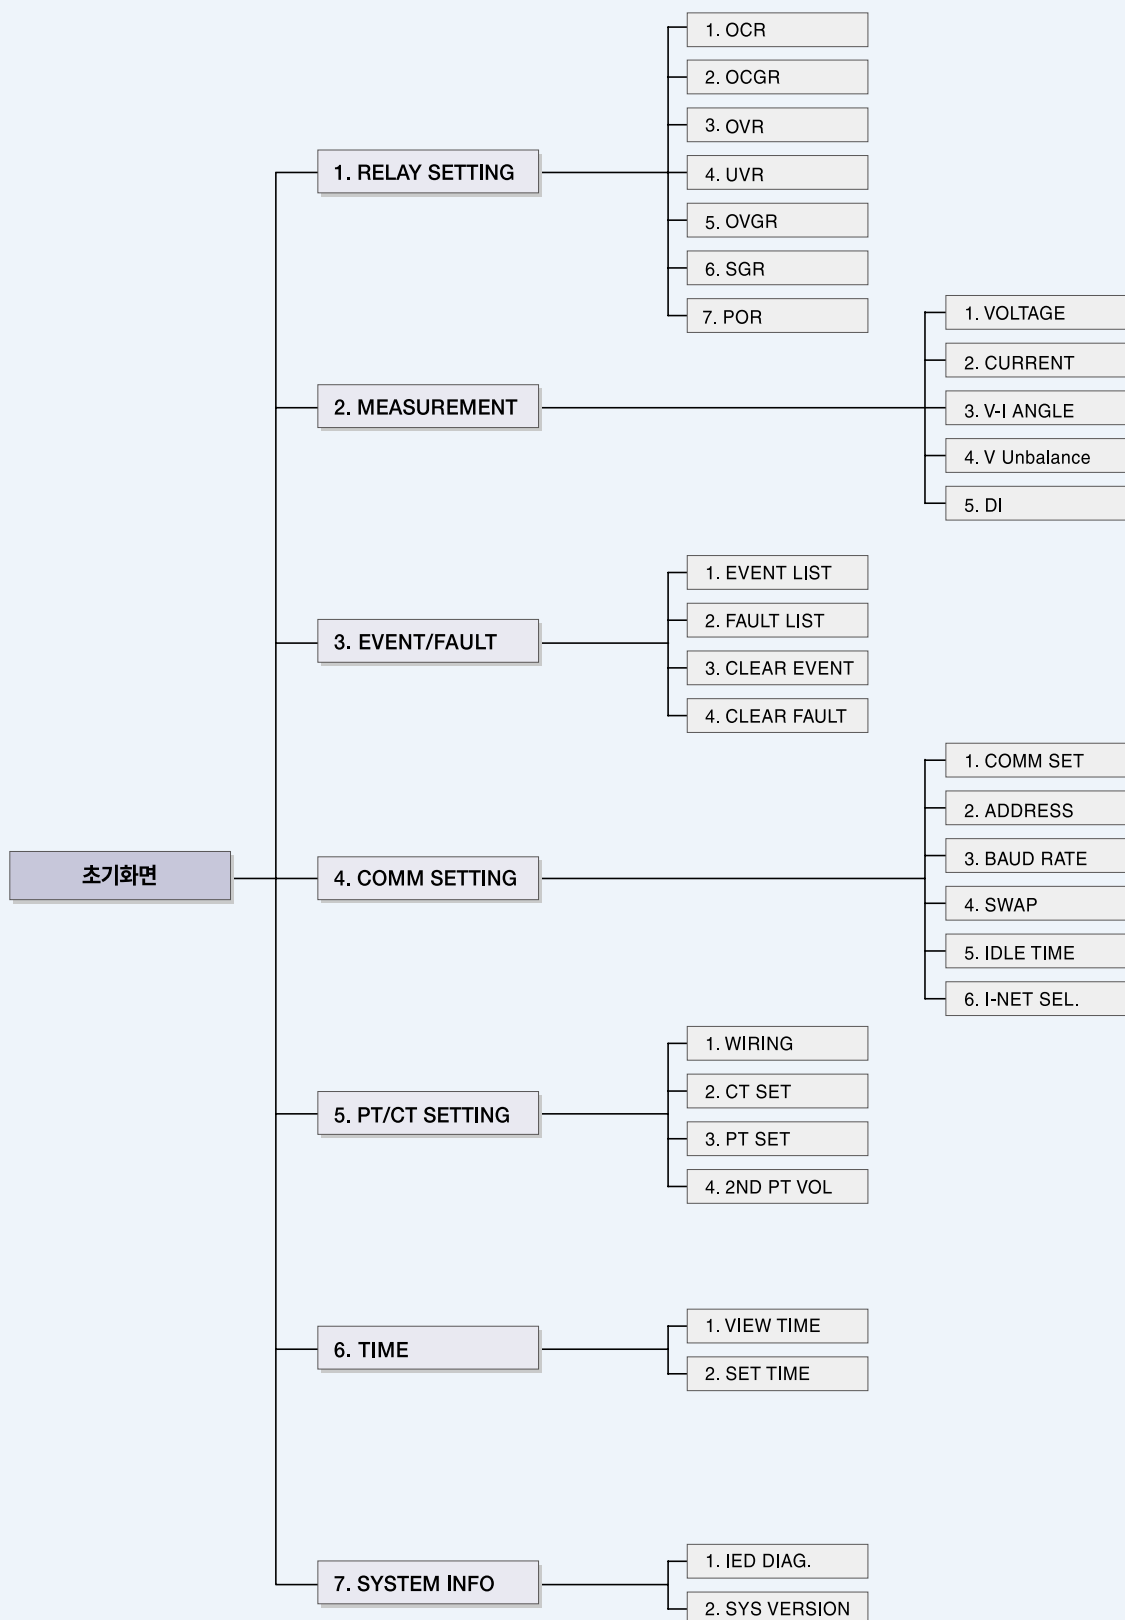 초기화면
1. RELAY SETTING
1. OCR
2. OCGR
3. OVR
4. UVR
5. OVGR
6. SGR
7. POR
2. MEASUREMENT
1. VOLTAGE
2. CURRENT
3. V-I ANGLE
4. V Unbalance
5. DI
3. EVENT/FAULT
1. EVENT LIST
2. FAULT LIST
3. CLEAR EVENT
4. CLEAR FAULT
4. COMM SETTING
1. COMM SET
2. ADDRESS
3. BAUD RATE
4. SWAP
5. IDLE TIME
6. I-NET SEL.
5. PT/CT SETTING
1. WIRING
2. CT SET
3. PT SET
4. 2ND PT VOL
6. TIME
1. VIEW TIME
2. SET TIME
7. SYSTEM INFO
1. IED DIAG.
2. SYS VERSION